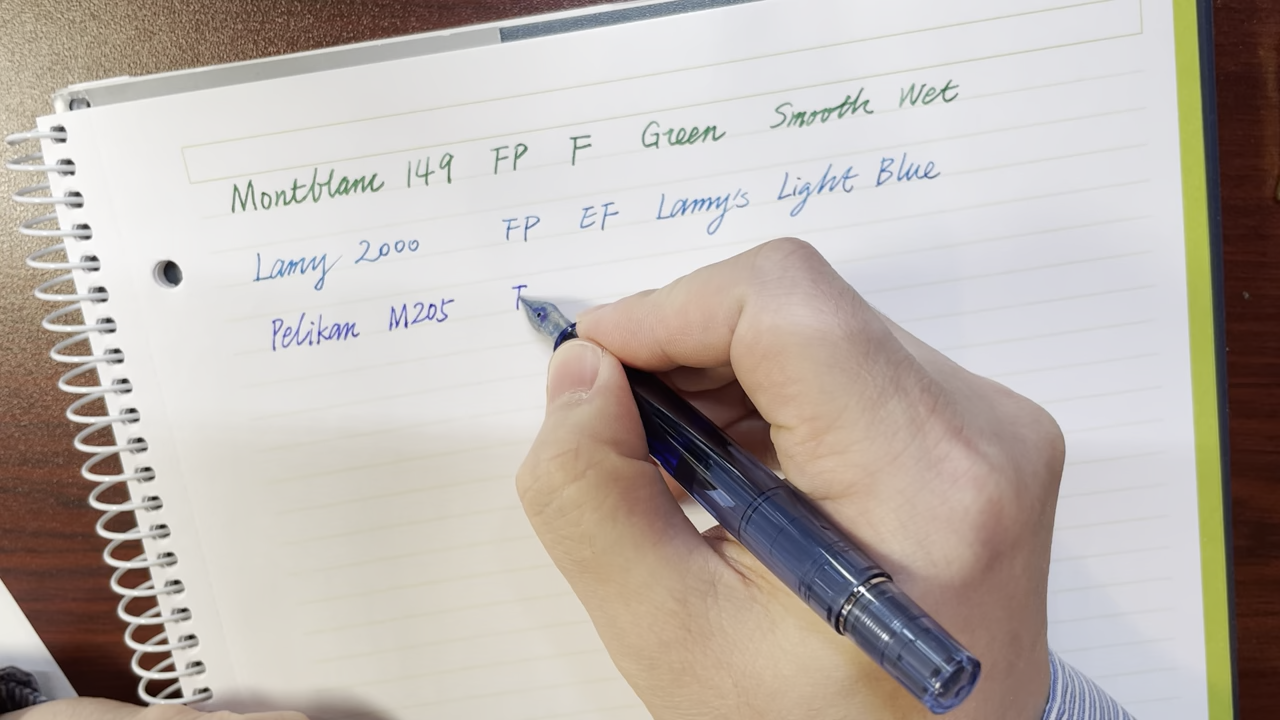 Montblanc 149 FP F Green Smooth Wet
Lamy 2000 FP EF Lamy's Light Blue
Pelikan M205